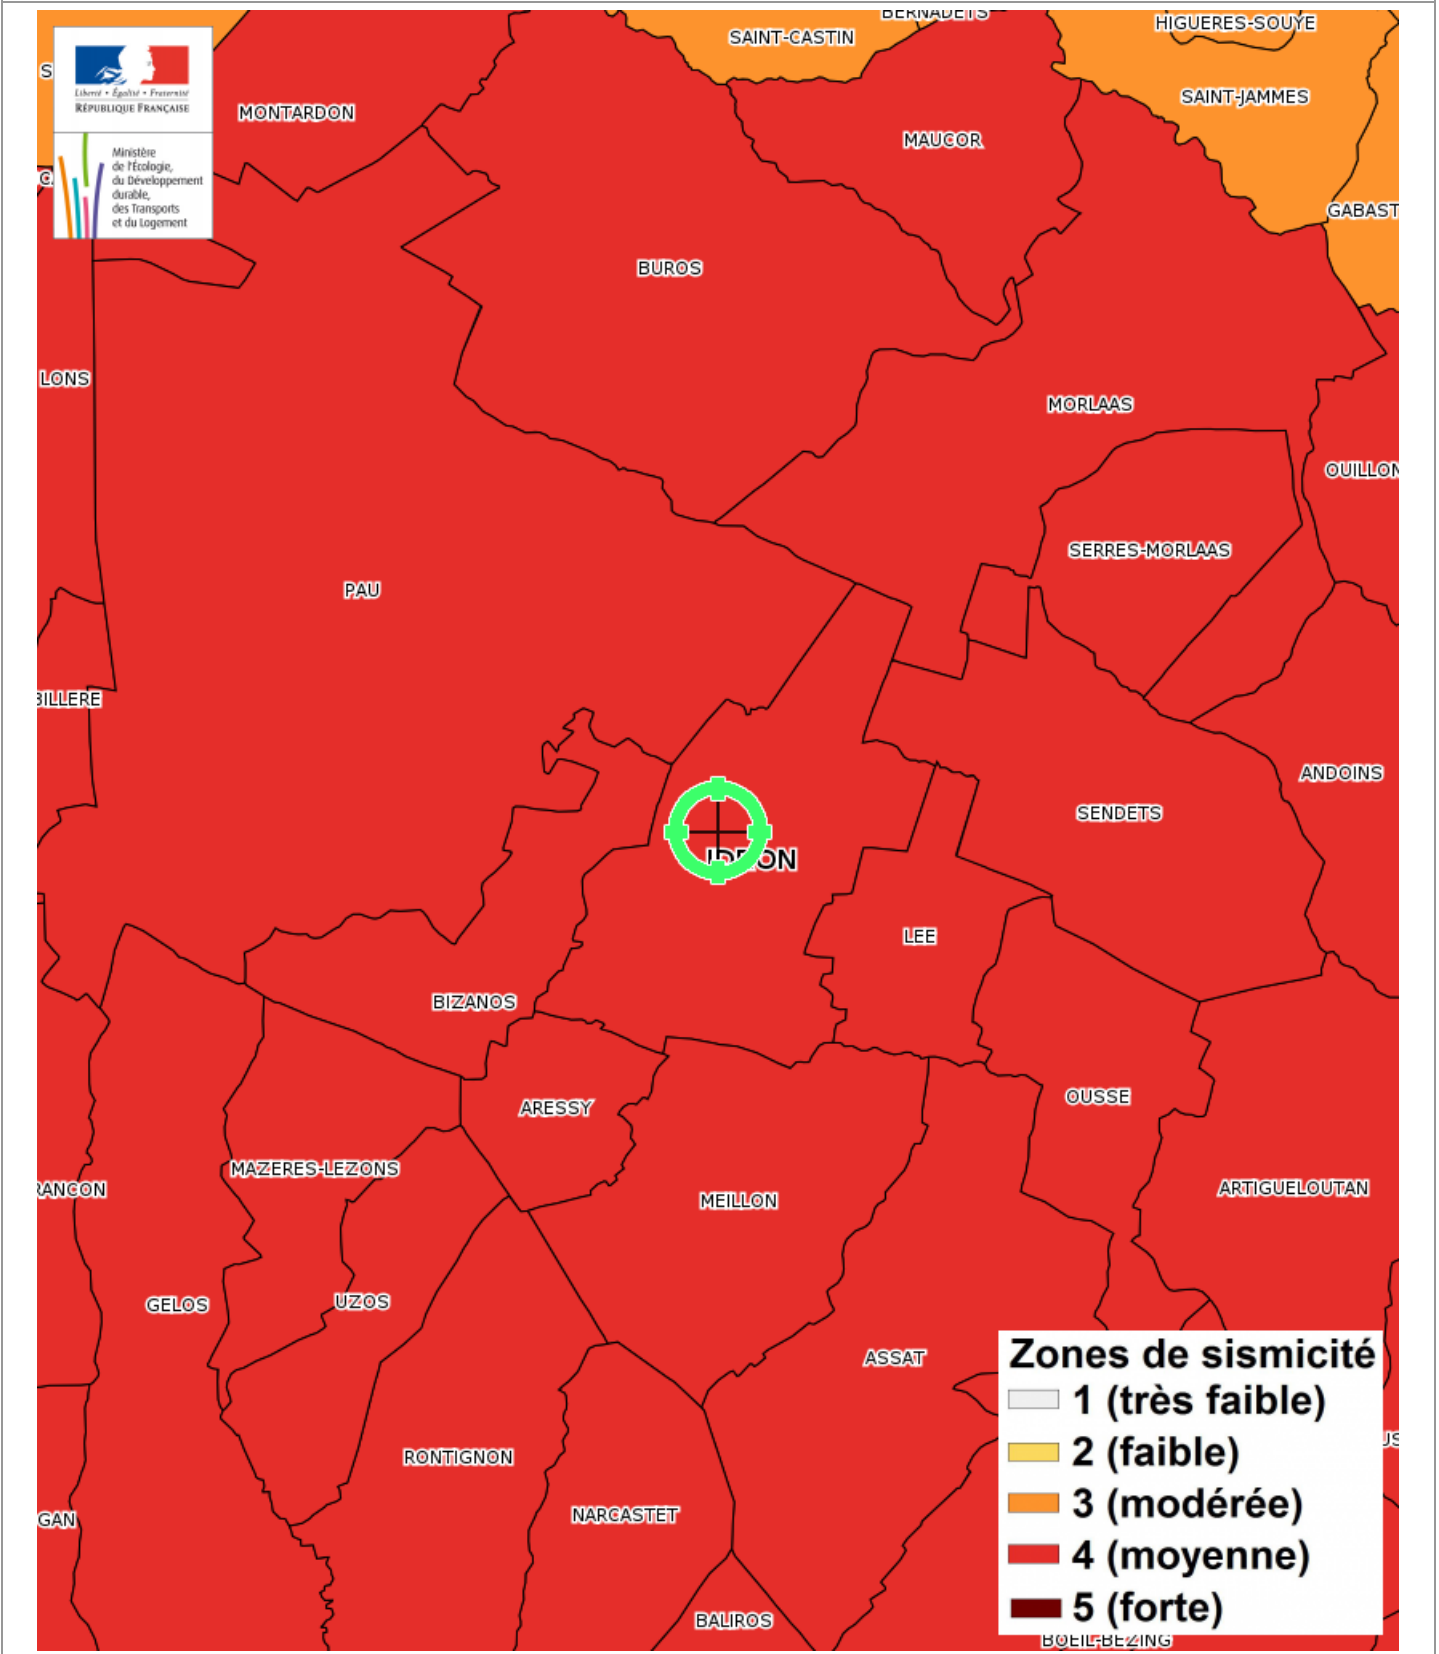 BERNADETS
HIGUERES-SOUYE
SAINT-CASTIN
S
Liberté • Égalité • Fraternité
RÉPUBLIQUE FRANÇAISE
MONTARDON
SAINT-JAMMES
MAUCOR
Ministère
de l'Écologie,
du Développement
durable,
des Transports
et du Logement
GABAST
BUROS
LONS
MORLAAS
OUILLON
SERRES-MORLAAS
PAU
BILLERE
ANDOINS
SENDETS
IDRON
LEE
BIZANOS
OUSSE
ARESSY
MAZERES-LEZONS
RANCON
MEILLON
ARTIGUELOUTAN
GELOS
UZOS
ASSAT
RONTIGNON
NARCASTET
GAN
BALIROS
Zones de sismicité
1 (très faible)
2 (faible)
3 (modérée)
4 (moyenne)
5 (forte)
US
BOEIL-BEZING